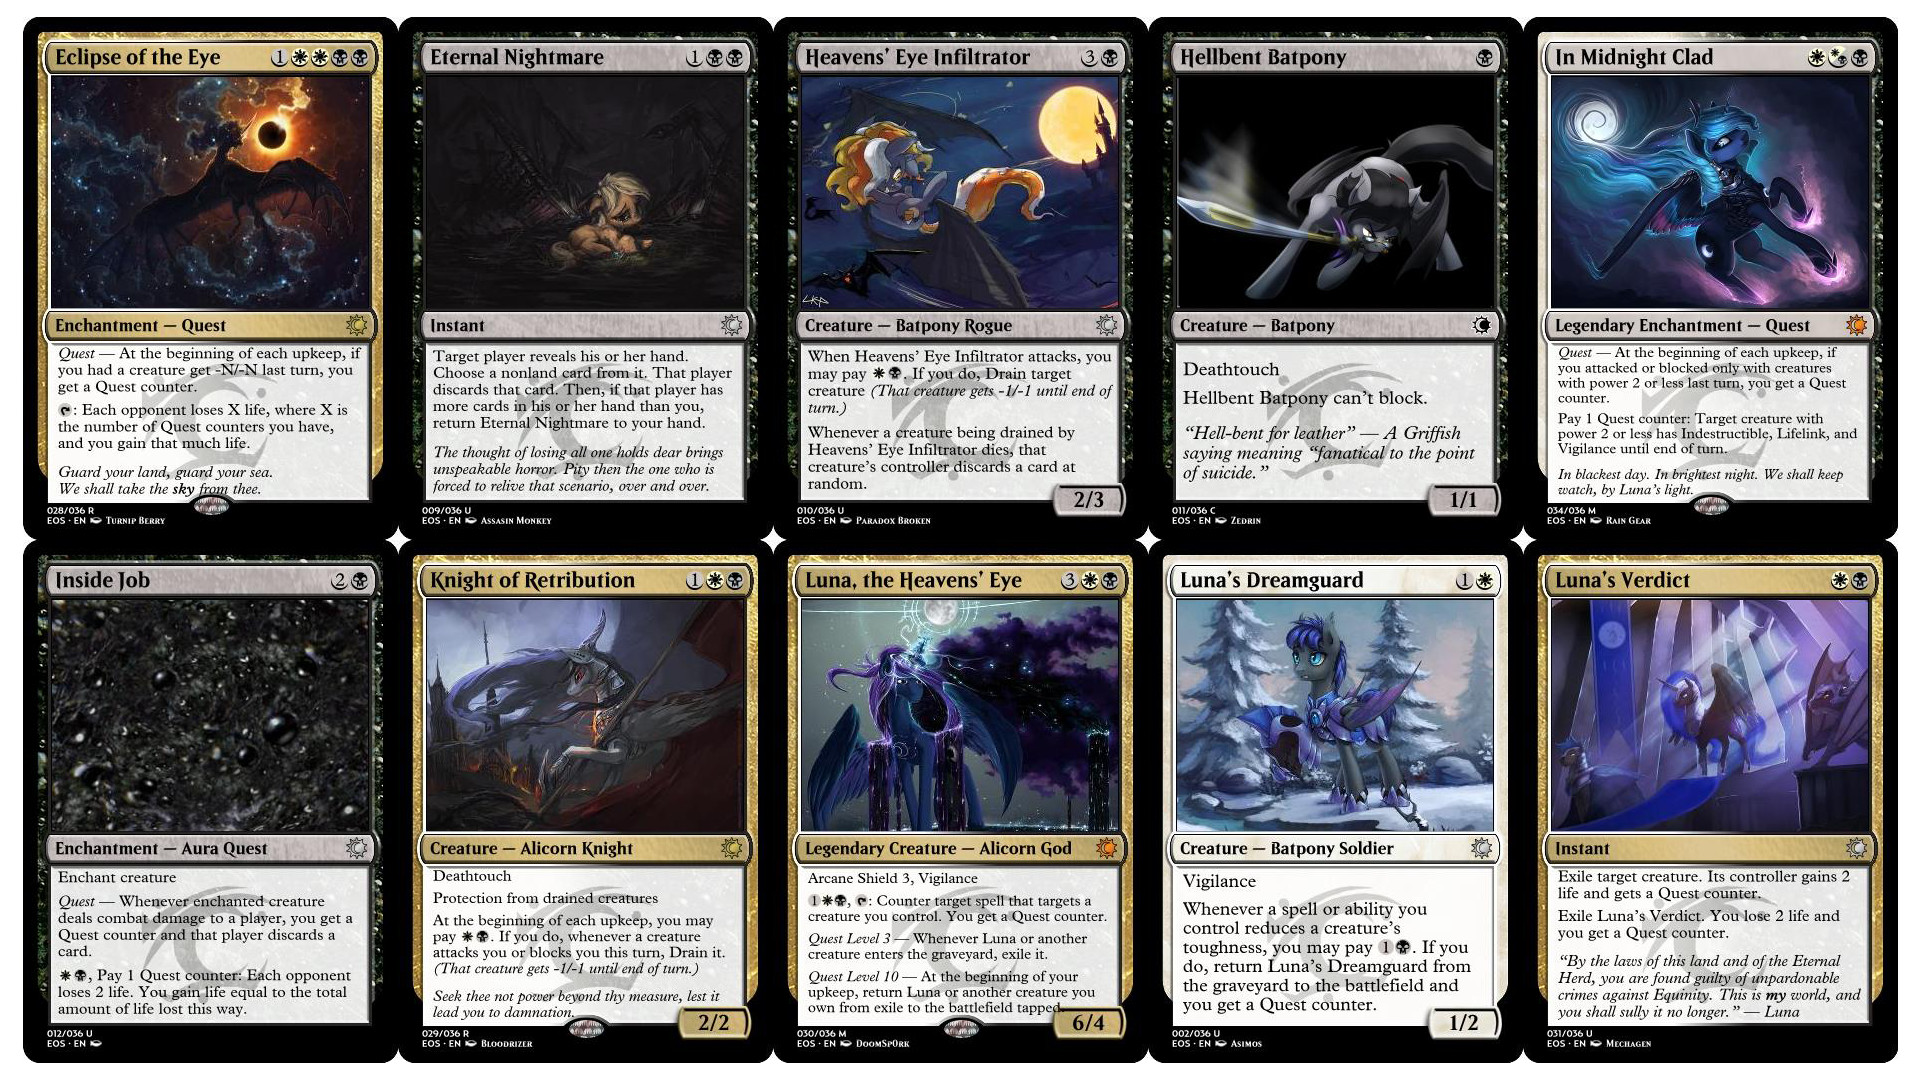 Eclipse of the Eye
1
Enchantment — Quest
Quest — At the beginning of each upkeep, if
you had a creature get -N/-N last turn, you
get a Quest counter.
: Each opponent loses X life, where X is
the number of Quest counters you have,
and you gain that much life.
Guard your land, guard your sea.
We shall take the sky from thee.
028/036 R
EOS · EN Turnip Berry
Eternal Nightmare
1
Instant
Target player reveals his or her hand.
Choose a nonland card from it. That player
discards that card. Then, if that player has
more cards in his or her hand than you,
return Eternal Nightmare to your hand.
The thought of losing all one holds dear brings
unspeakable horror. Pity then the one who is
forced to relive that scenario, over and over.
009/036 U
EOS · EN Assasin Monkey
Heavens' Eye Infiltrator
3
LKP
Creature — Batpony Rogue
When Heavens' Eye Infiltrator attacks, you
may pay . If you do, Drain target
creature (That creature gets -1/-1 until end of
turn.)
Whenever a creature being drained by
Heavens' Eye Infiltrator dies, that
creature's controller discards a card at
random.
2/3
010/036 U
EOS · EN Paradox Broken
Hellbent Batpony
Creature — Batpony
Deathtouch
Hellbent Batpony can't block.
“Hell-bent for leather” — A Griffish
saying meaning “fanatical to the point
of suicide.”
1/1
011/036 C
EOS · EN Zedrin
In Midnight Clad
Legendary Enchantment — Quest
Quest — At the beginning of each upkeep, if
you attacked or blocked only with creatures
with power 2 or less last turn, you get a Quest
counter.
Pay 1 Quest counter: Target creature with
power 2 or less has Indestructible, Lifelink, and
Vigilance until end of turn.
In blackest day. In brightest night. We shall keep
watch, by Luna's light.
034/036 M
EOS · EN Rain Gear
Inside Job
2
Enchantment — Aura Quest
Enchant creature
Quest — Whenever enchanted creature
deals combat damage to a player, you get a
Quest counter and that player discards a
card.
, Pay 1 Quest counter: Each opponent
loses 2 life. You gain life equal to the total
amount of life lost this way.
012/036 U
EOS · EN
Knight of Retribution
1
Creature — Alicorn Knight
Deathtouch
Protection from drained creatures
At the beginning of each upkeep, you may
pay . If you do, whenever a creature
attacks you or blocks you this turn, Drain it.
(That creature gets -1/-1 until end of turn.)
Seek thee not power beyond thy measure, lest it
lead you to damnation.
2/2
029/036 R
EOS · EN Bloodrizer
Luna, the Heavens' Eye
3
Legendary Creature — Alicorn God
Arcane Shield 3, Vigilance
1, : Counter target spell that targets a
creature you control. You get a Quest counter.
Quest Level 3 — Whenever Luna or another
creature enters the graveyard, exile it.
Quest Level 10 — At the beginning of your
upkeep, return Luna or another creature you
own from exile to the battlefield tapped.
6/4
030/036 M
EOS · EN DoomSp0rk
Luna's Dreamguard
1
Creature — Batpony Soldier
Vigilance
Whenever a spell or ability you
control reduces a creature's
toughness, you may pay 1. If you
do, return Luna's Dreamguard from
the graveyard to the battlefield and
you get a Quest counter.
1/2
002/036 U
EOS · EN Asimos
Luna's Verdict
Instant
Exile target creature. Its controller gains 2
life and gets a Quest counter.
Exile Luna's Verdict. You lose 2 life and
you get a Quest counter.
“By the laws of this land and of the Eternal
Herd, you are found guilty of unpardonable
crimes against Equinity. This is my world, and
you shall sully it no longer.” — Luna
031/036 U
EOS · EN Mechagen